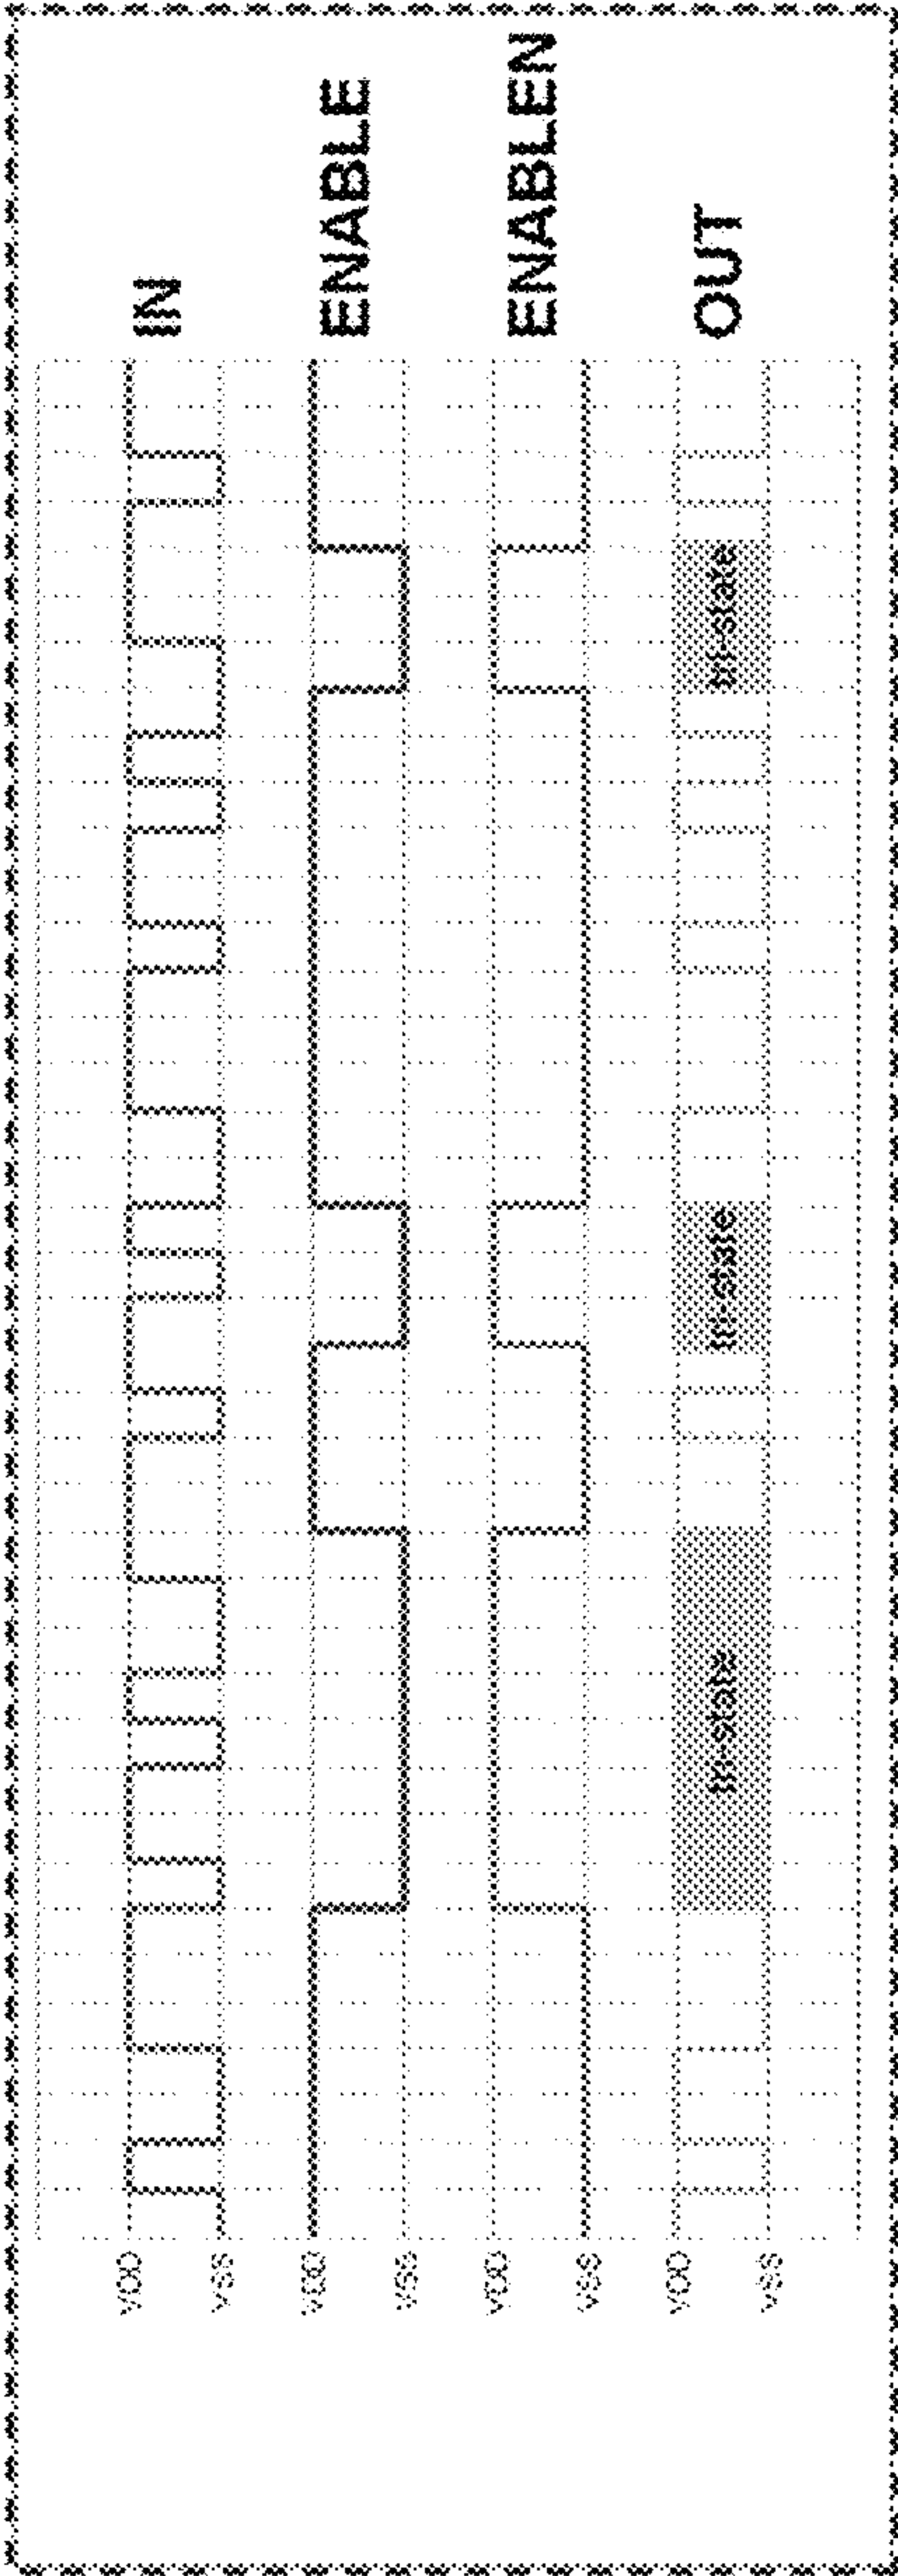 VDD
VSS
IN
VDD
VSS
ENABLE
VDD
VSS
ENABLEN
VDD
VSS
tri-state
tri-state
tri-state
OUT